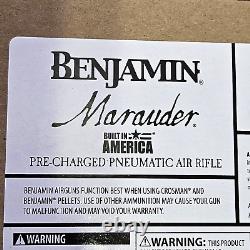 BENJAMIN®
Marauder®
BUILT IN
AMERICA
PRE-CHARGED PNEUMATIC AIR RIFLE
BENJAMIN AIRGUNS FUNCTION BEST WHEN USING CROSMAN® AND
BENJAMIN® PELLETS. USE OF OTHER AMMUNITION MAY CAUSE YOUR GUN
TO MALFUNCTION AND MAY VOID YOUR WARRANTY.
WARNING:
WARNING
ebay